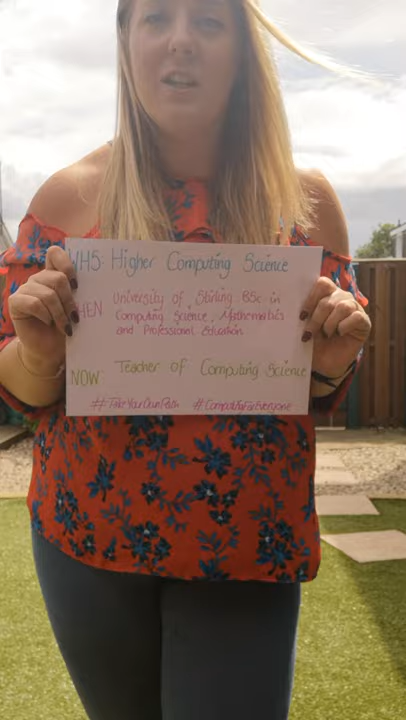 WHS: Higher Computing Science
THEN University of Stirling BSc in
Computing Science, Mathematics
and Professional Education
NOW: Teacher of Computing Science
#TakeYourOwnPath #ComputingForEveryone